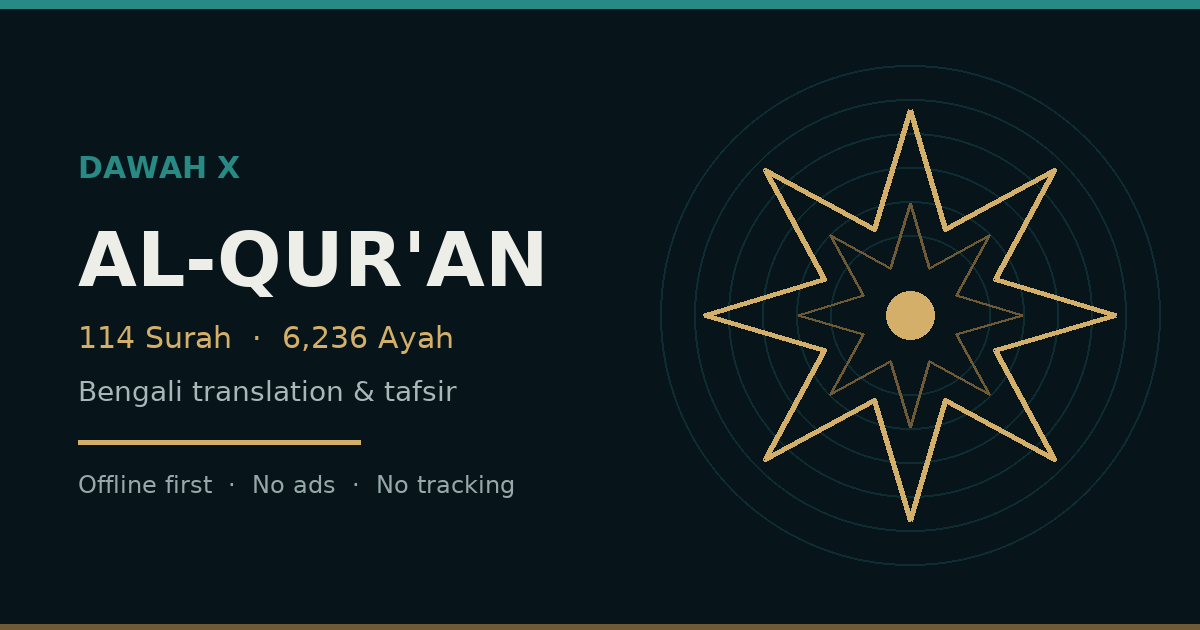 DAWAH X
AL-QUR'AN
114 Surah · 6,236 Ayah
Bengali translation & tafsir
Offline first · No ads · No tracking